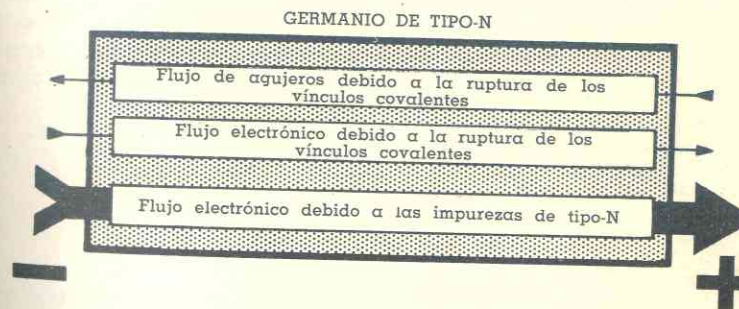 GERMANIO DE TIPO-N
Flujo de agujeros debido a la ruptura de los
vínculos covalentes
Flujo electrónico debido a la ruptura de los
vínculos covalentes
Flujo electrónico debido a las impurezas de tipo-N
−
+